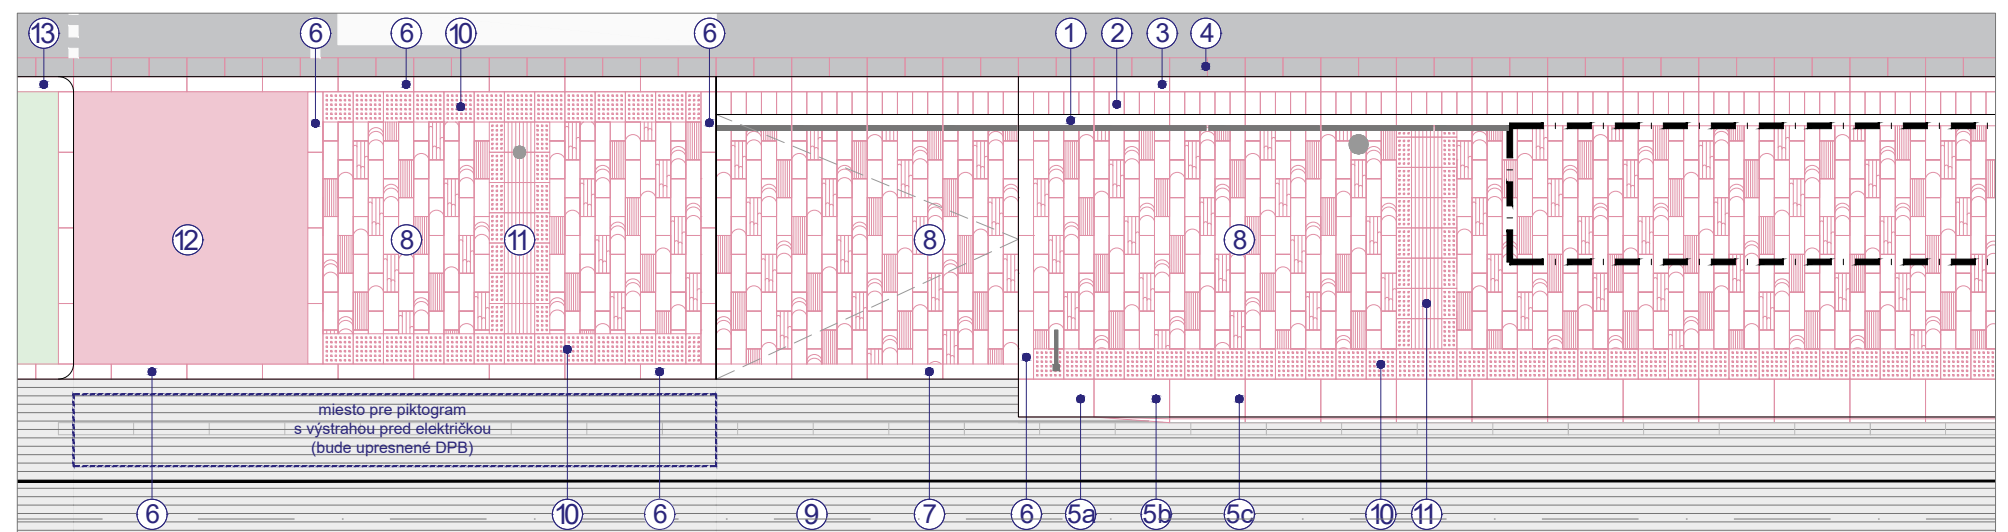 13 6 6 10 6 1 2 3 4
12 8 11 8 8
miesto pre piktogram
s výstrahou pred električkou
(bude upresnené DPB)
6 10 6 9 7 6 5a 5b 5c 10 11